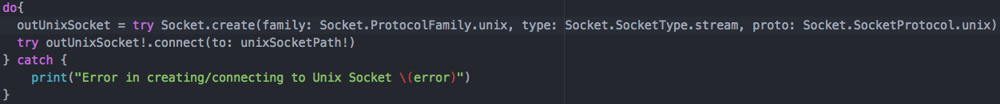 do{
  outUnixSocket = try Socket.create(family: Socket.ProtocolFamily.unix, type: Socket.SocketType.stream, proto: Socket.SocketProtocol.unix)
  try outUnixSocket!.connect(to: unixSocketPath!)
} catch {
    print("Error in creating/connecting to Unix Socket \(error)")
}